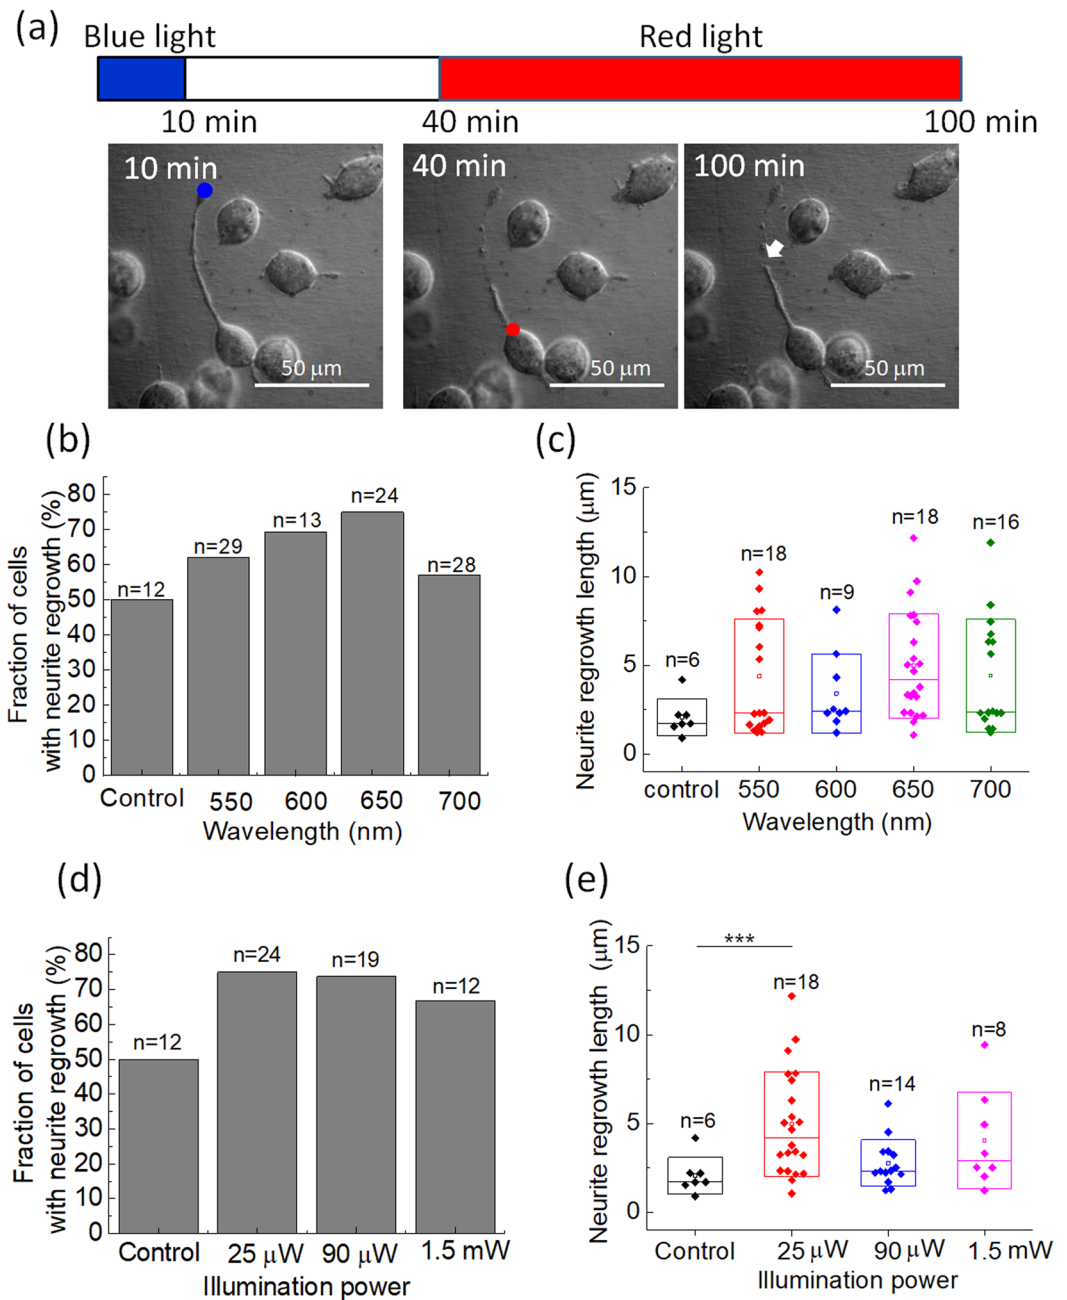 (a)
Blue light
Red light
10 min
40 min
100 min
10 min
40 min
100 min
50 μm
50 μm
50 μm
(b)
Fraction of cells
with neurite regrowth (%)
80
70
60
50
40
30
20
10
0
n=12
n=29
n=13
n=24
n=28
Control
550
600
650
700
Wavelength (nm)
(c)
Neurite regrowth length (μm)
15
10
5
0
n=6
n=18
n=9
n=18
n=16
control
550
600
650
700
Wavelength (nm)
(d)
Fraction of cells
with neurite regrowth (%)
80
70
60
50
40
30
20
10
0
n=12
n=24
n=19
n=12
Control
25 μW
90 μW
1.5 mW
Illumination power
(e)
Neurite regrowth length (μm)
15
10
5
0
***
n=6
n=18
n=14
n=8
Control
25 μW
90 μW
1.5 mW
Illumination power